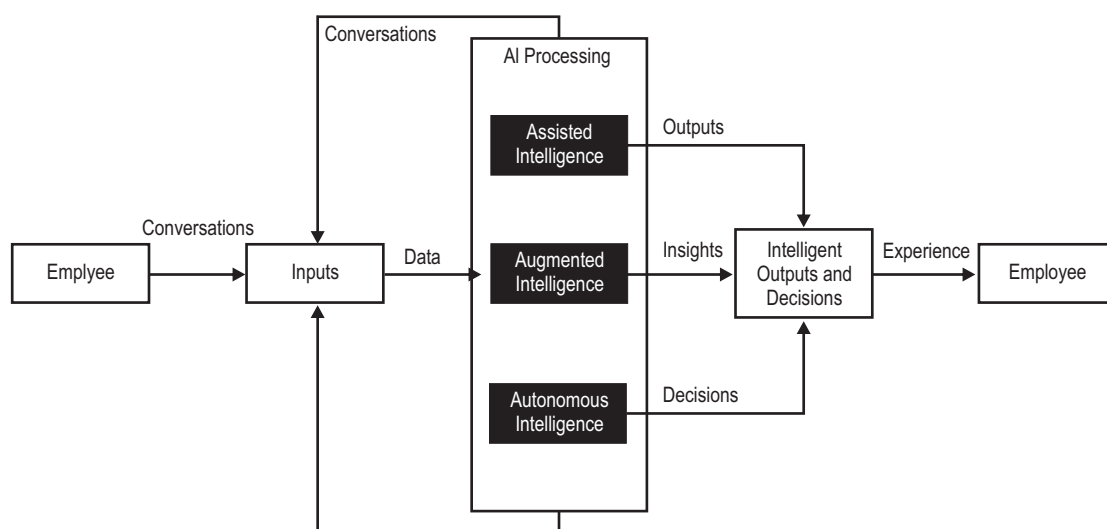 Conversations
AI Processing
Assisted
Intelligence
Outputs
Conversations
Emplyee
Inputs
Data
Augmented
Intelligence
Insights
Intelligent
Outputs and
Decisions
Experience
Employee
Autonomous
Intelligence
Decisions